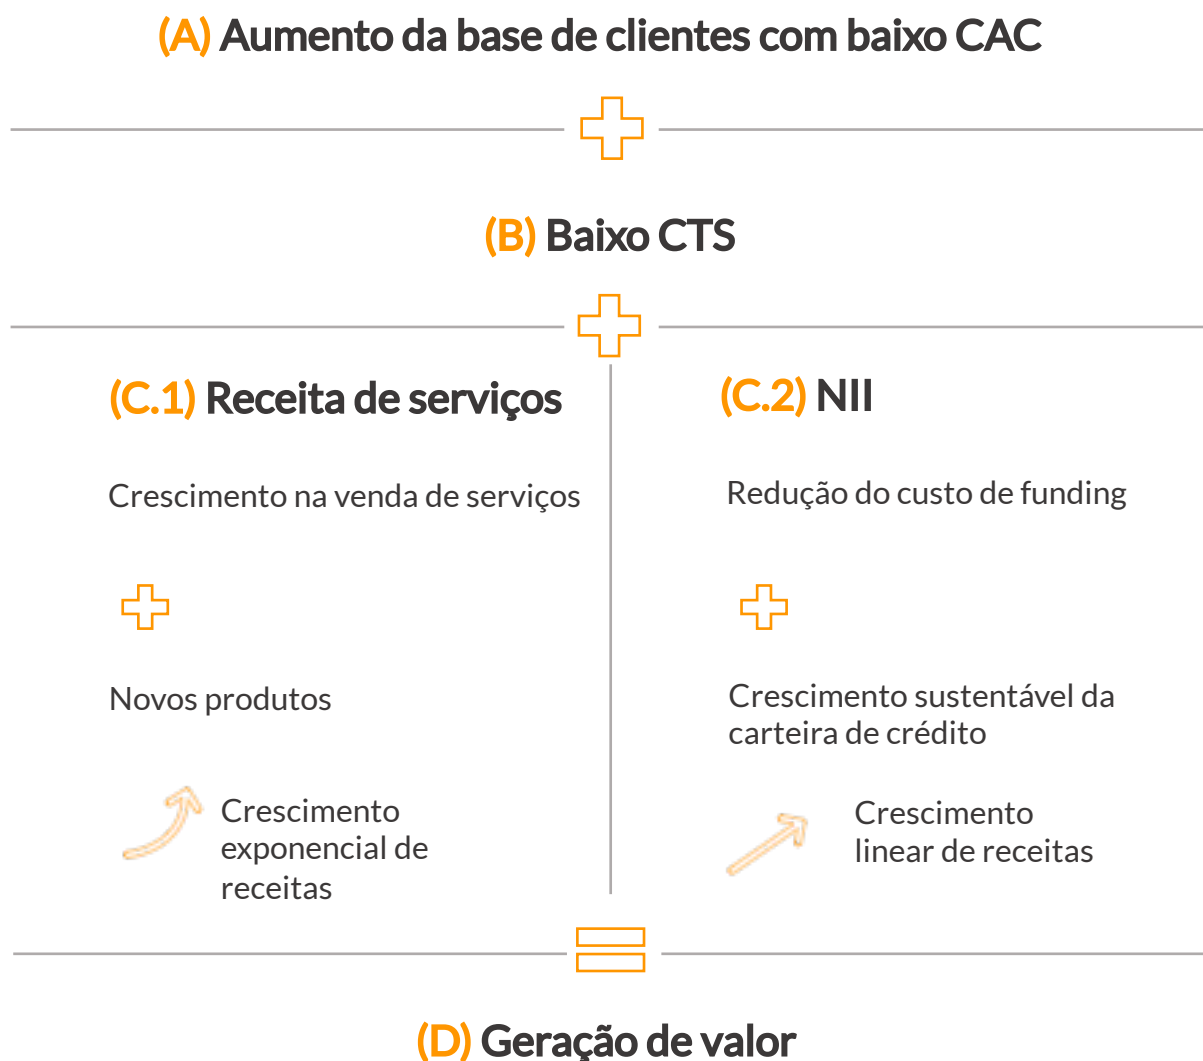 (A) Aumento da base de clientes com baixo CAC
(B) Baixo CTS
(C.1) Receita de serviços
Crescimento na venda de serviços
Novos produtos
Crescimento
exponencial de
receitas
(C.2) NII
Redução do custo de funding
Crescimento sustentável da
carteira de crédito
Crescimento
linear de receitas
(D) Geração de valor